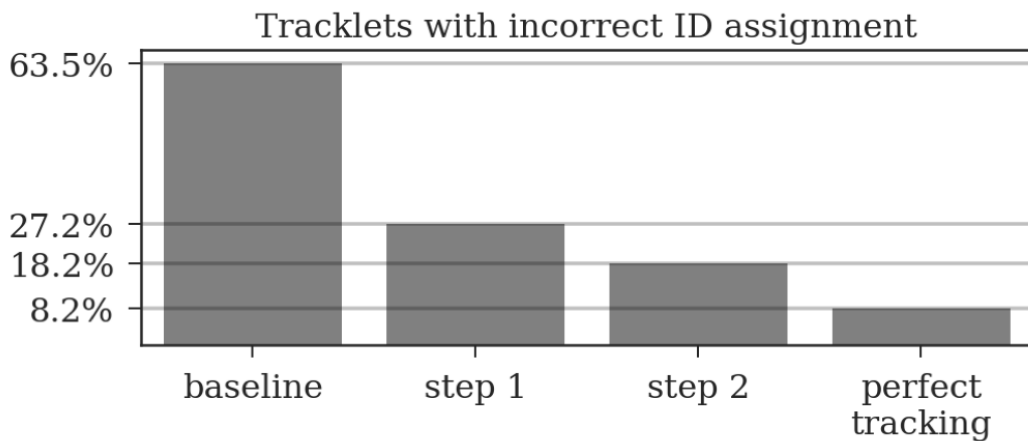 Tracklets with incorrect ID assignment
63.5%
27.2%
18.2%
8.2%
baseline
step 1
step 2
perfect
tracking